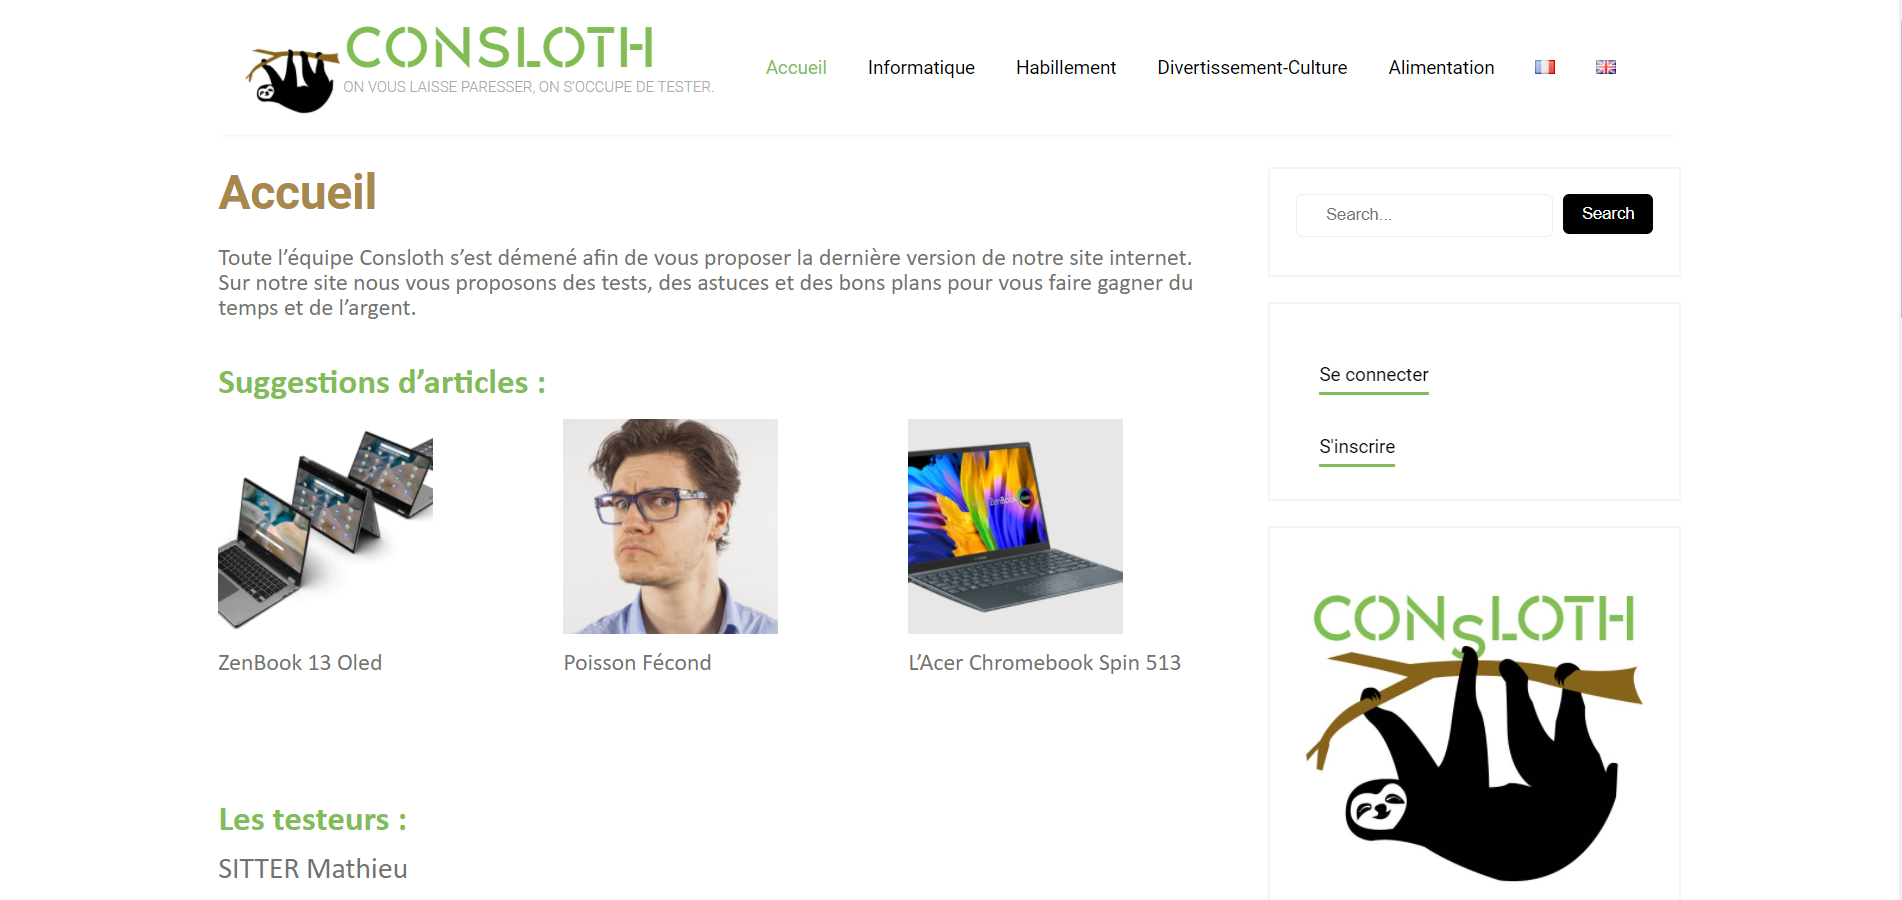 CONSLOTH
ON VOUS LAISSE PARESSER, ON S'OCCUPE DE TESTER.
Accueil
Informatique
Habillement
Divertissement-Culture
Alimentation
Accueil
Toute l’équipe Consloth s’est démené afin de vous proposer la dernière version de notre site internet.
Sur notre site nous vous proposons des tests, des astuces et des bons plans pour vous faire gagner du
temps et de l’argent.
Suggestions d’articles :
ZenBook
ZenBook 13 Oled
Poisson Fécond
L’Acer Chromebook Spin 513
Les testeurs :
SITTER Mathieu
Search...
Search
Se connecter
S'inscrire
CONSLOTH